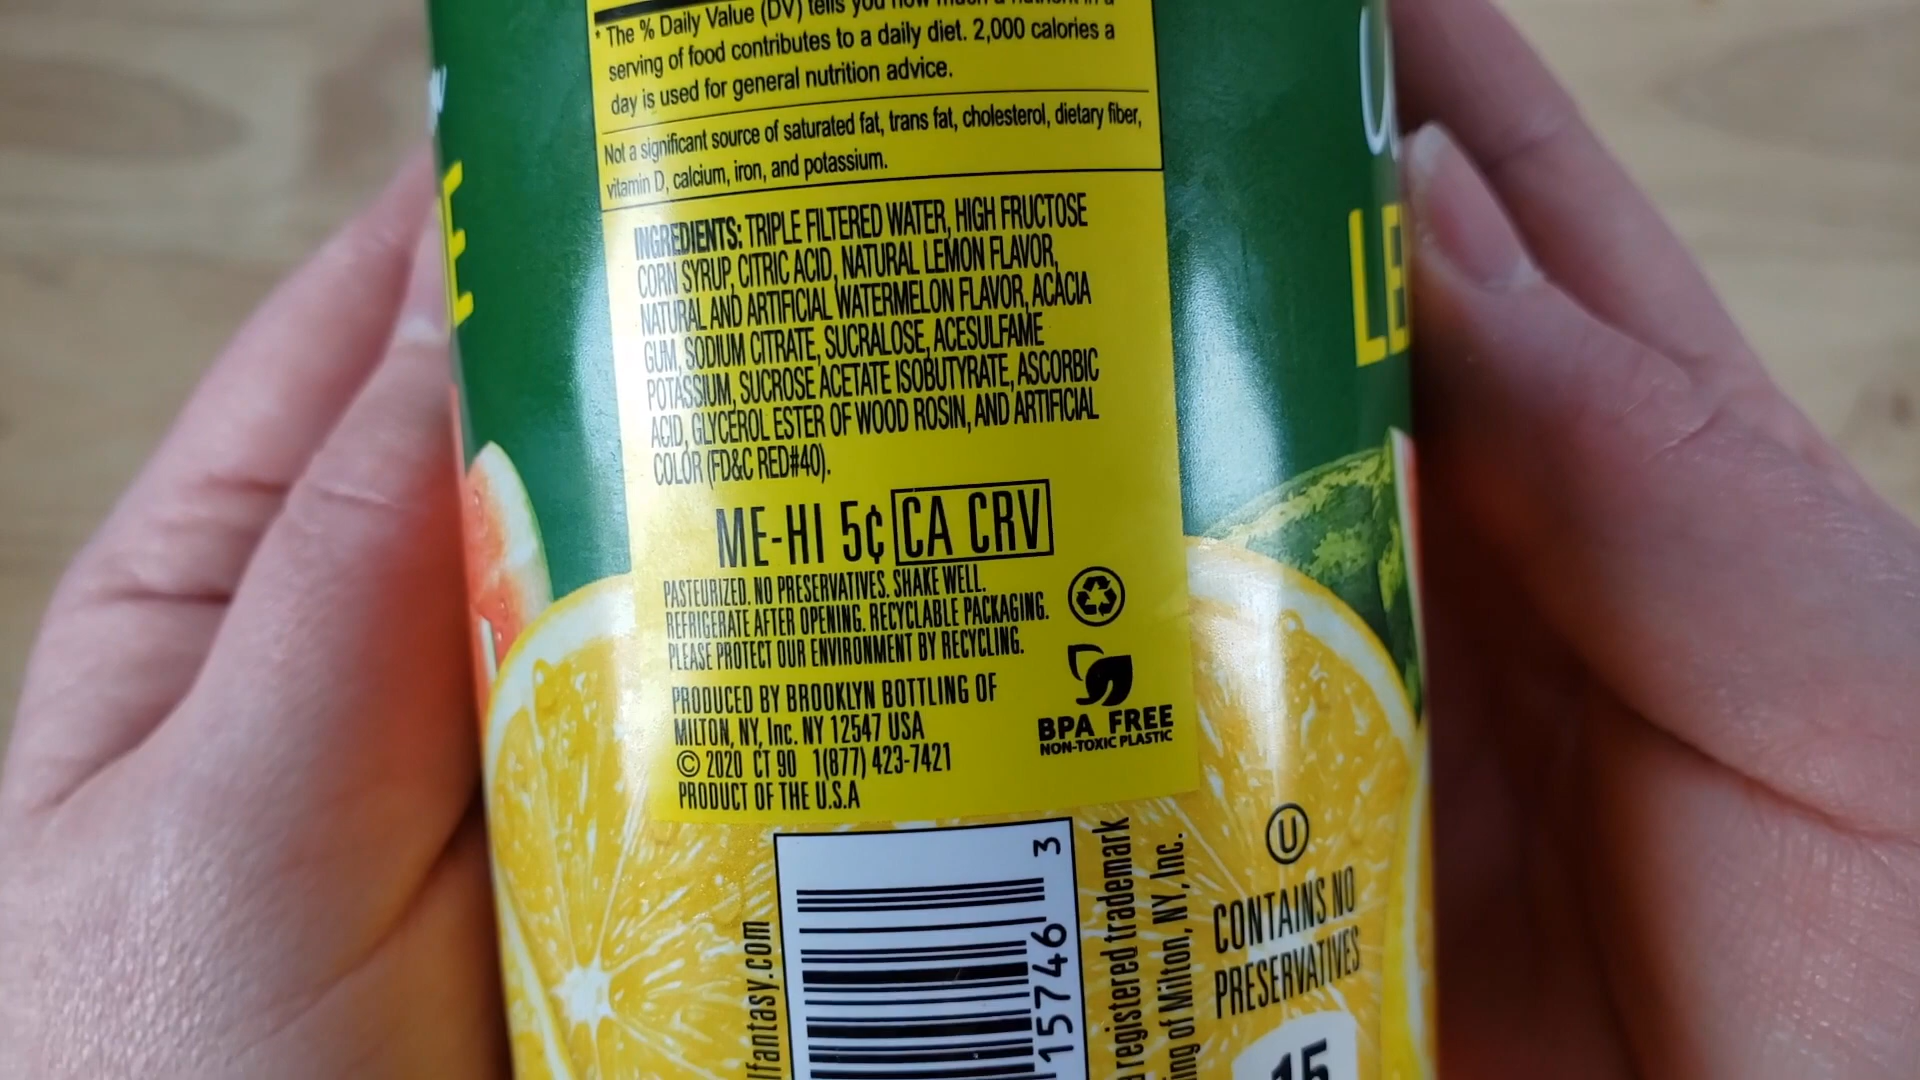 * The % Daily Value (DV) tells you how much a nutrient in a
serving of food contributes to a daily diet. 2,000 calories a
day is used for general nutrition advice.
Not a significant source of saturated fat, trans fat, cholesterol, dietary fiber,
vitamin D, calcium, iron, and potassium.
INGREDIENTS: TRIPLE FILTERED WATER, HIGH FRUCTOSE
CORN SYRUP, CITRIC ACID, NATURAL LEMON FLAVOR,
NATURAL AND ARTIFICIAL WATERMELON FLAVOR, ACACIA
GUM, SODIUM CITRATE, SUCRALOSE, ACESULFAME
POTASSIUM, SUCROSE ACETATE ISOBUTYRATE, ASCORBIC
ACID, GLYCEROL ESTER OF WOOD ROSIN, AND ARTIFICIAL
COLOR (FD&C RED#40).
ME-HI 5¢ CA CRV
PASTEURIZED. NO PRESERVATIVES. SHAKE WELL.
REFRIGERATE AFTER OPENING. RECYCLABLE PACKAGING.
PLEASE PROTECT OUR ENVIRONMENT BY RECYCLING.
PRODUCED BY BROOKLYN BOTTLING OF
MILTON, NY, Inc. NY 12547 USA
© 2020 CT 90 1(877) 423-7421
PRODUCT OF THE U.S.A
BPA FREE
NON-TOXIC PLASTIC
LE
E
lfantasy.com
15746 3
a registered trademark
ing of Milton, NY, Inc.
U
CONTAINS NO
PRESERVATIVES
15